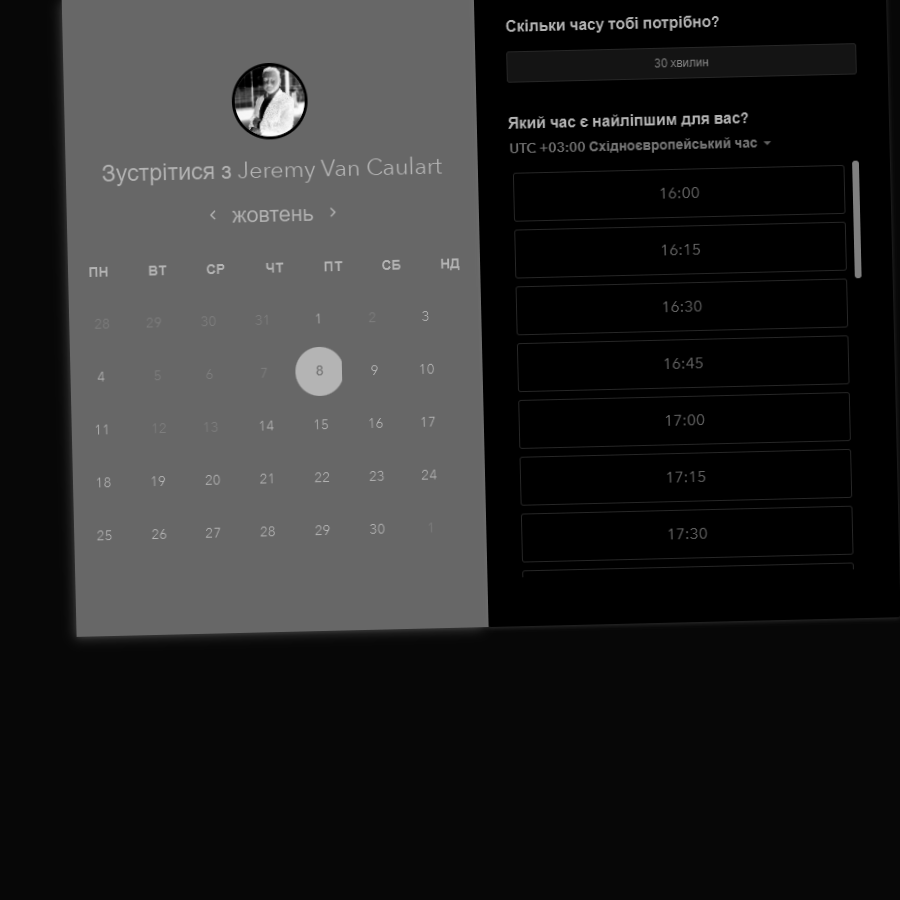 Зустрітися з Jeremy Van Caulart
‹ жовтень ›
ПН ВТ СР ЧТ ПТ СБ НД
28 29 30 31 1 2 3
4 5 6 7 8 9 10
11 12 13 14 15 16 17
18 19 20 21 22 23 24
25 26 27 28 29 30 1
Скільки часу тобі потрібно?
30 хвилин
Який час є найліпшим для вас?
UTC +03:00 Східноєвропейський час
16:00
16:15
16:30
16:45
17:00
17:15
17:30